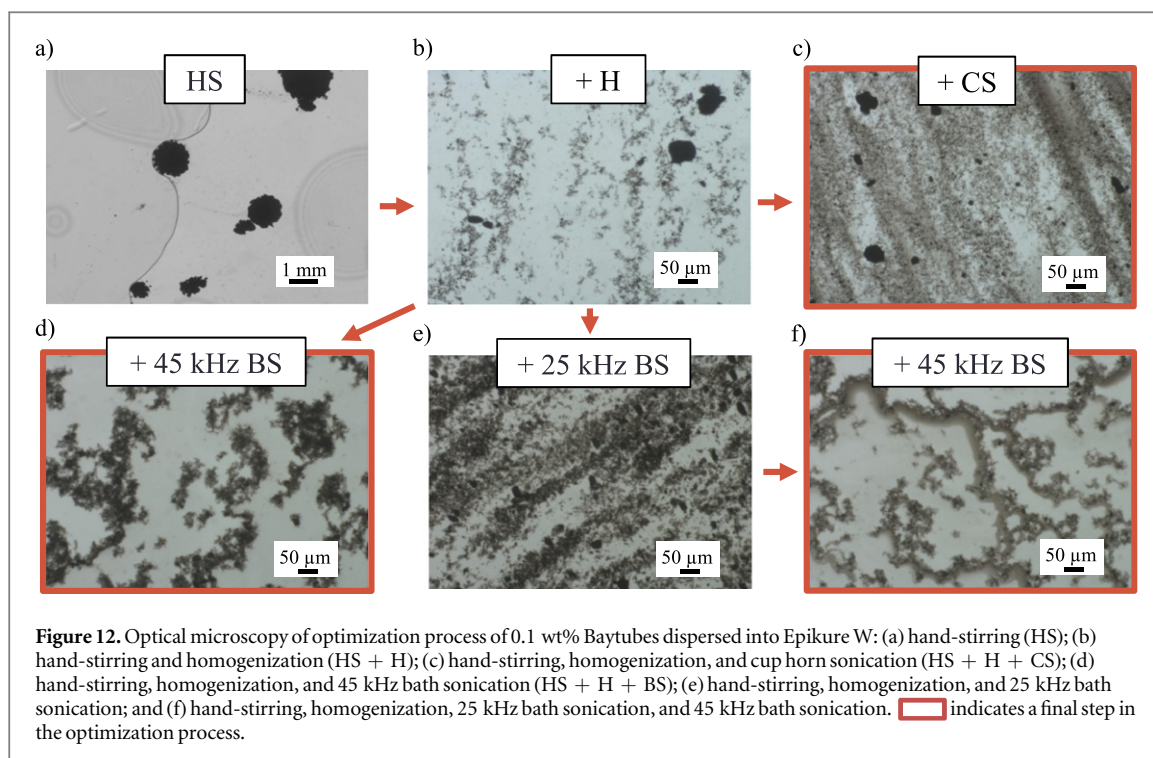 a)
HS
1 mm
b)
+ H
50 µm
c)
+ CS
50 µm
d)
+ 45 kHz BS
50 µm
e)
+ 25 kHz BS
50 µm
f)
+ 45 kHz BS
50 µm
Figure 12. Optical microscopy of optimization process of 0.1 wt% Baytubes dispersed into Epikure W: (a) hand-stirring (HS); (b)
hand-stirring and homogenization (HS + H); (c) hand-stirring, homogenization, and cup horn sonication (HS + H + CS); (d)
hand-stirring, homogenization, and 45 kHz bath sonication (HS + H + BS); (e) hand-stirring, homogenization, and 25 kHz bath
sonication; and (f) hand-stirring, homogenization, 25 kHz bath sonication, and 45 kHz bath sonication. indicates a final step in
the optimization process.